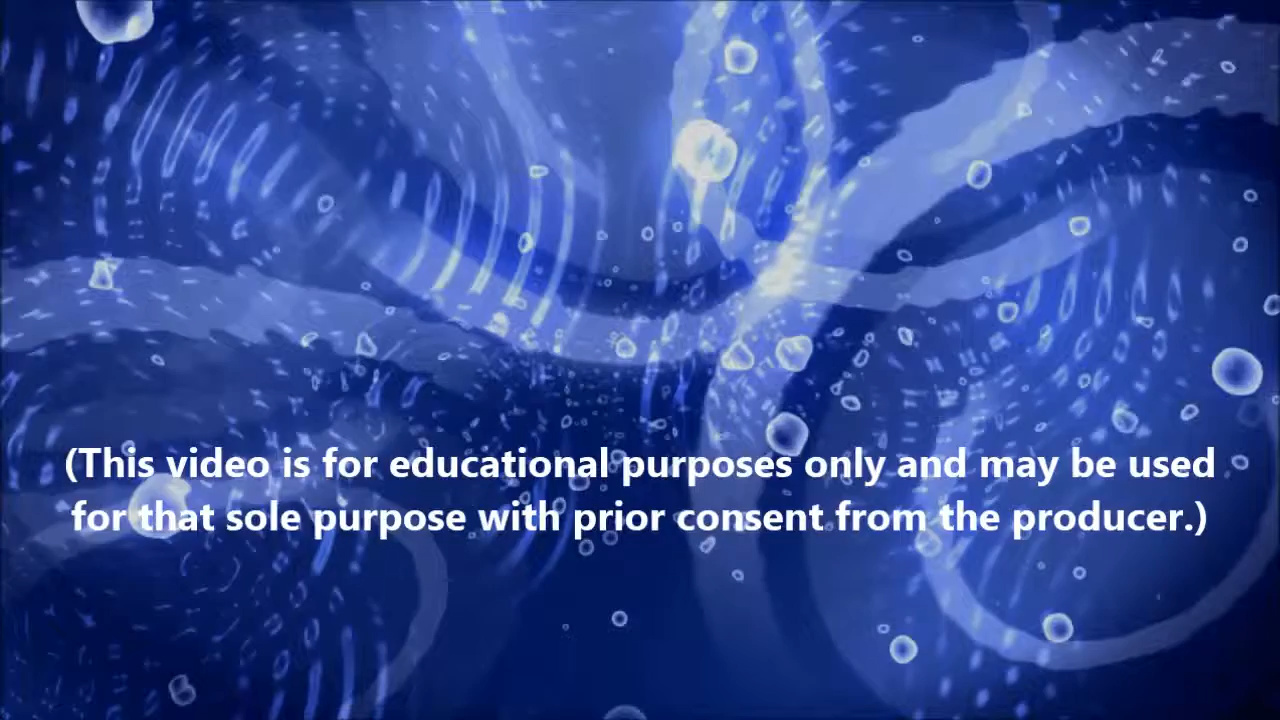 (This video is for educational purposes only and may be used
for that sole purpose with prior consent from the producer.)